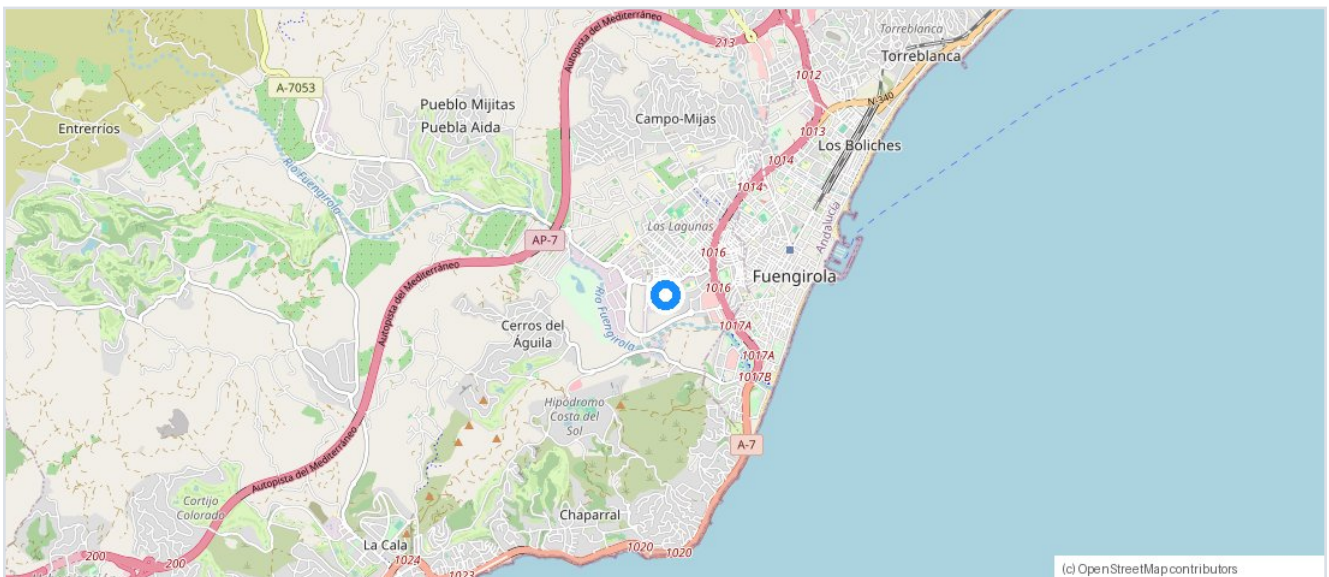 Autopista del Mediterráneo
213
Torreblanca
Torreblanca
1012
A-7053
N-340
Pueblo Mijitas
Puebla Aida
Campo-Mijas
Entrerríos
1013
Los Boliches
1014
Río Fuengirola
1014
Las Lagunas
Andalucía
AP-7
1016
Autopista del Mediterráneo
Fuengirola
1016
Río Fuengirola
Cerros del
Águila
1017A
1017A
1017B
Hipódromo
Costa del
Sol
A-7
Autopista del Mediterráneo
Cortijo
Colorado
Chaparral
La Cala
1020
1020
200
200
1024
1023
(c) OpenStreetMap contributors